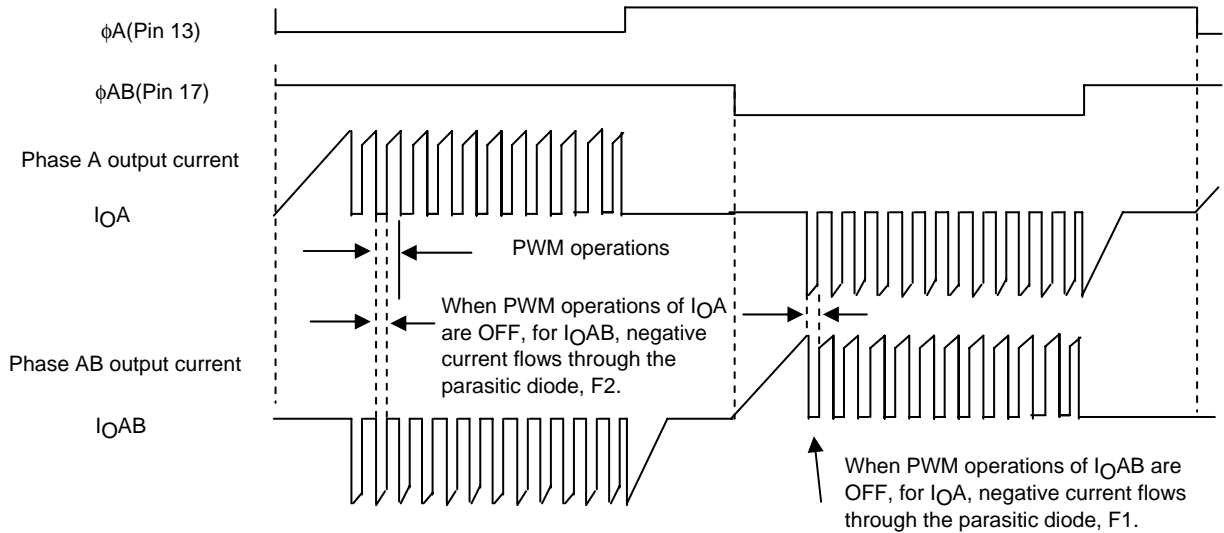 ϕA(Pin 13)
ϕAB(Pin 17)
Phase A output current
IOA
PWM operations
When PWM operations of IOA
are OFF, for IOAB, negative
current flows through the
parasitic diode, F2.
Phase AB output current
IOAB
When PWM operations of IOAB are
OFF, for IOA, negative current flows
through the parasitic diode, F1.